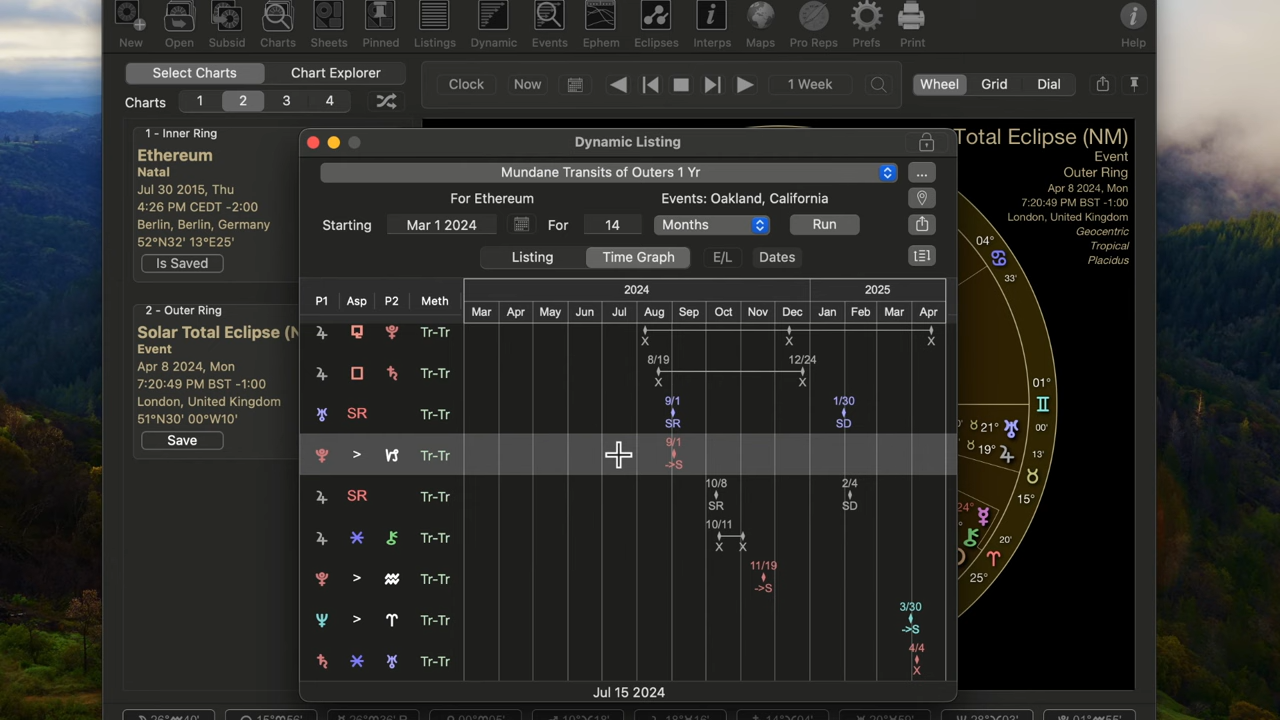 New Open Subsid Charts Sheets Pinned Listings Dynamic Events Ephem Eclipses Interps Maps Pro Reps Prefs Print Help
Select Charts Chart Explorer
Clock Now 1 Week Wheel Grid Dial
Charts 1 2 3 4
1 - Inner Ring
Ethereum
Natal
Jul 30 2015, Thu
4:26 PM CEDT -2:00
Berlin, Berlin, Germany
52°N32' 13°E25'
Is Saved
2 - Outer Ring
Solar Total Eclipse (N
Event
Apr 8 2024, Mon
7:20:49 PM BST -1:00
London, United Kingdom
51°N30' 00°W10'
Save
Dynamic Listing
Mundane Transits of Outers 1 Yr
...
For Ethereum Events: Oakland, California
Starting Mar 1 2024 For 14 Months Run
Listing Time Graph E/L Dates
2024 2025
P1 Asp P2 Meth Mar Apr May Jun Jul Aug Sep Oct Nov Dec Jan Feb Mar Apr
♃ ⚼ ♇ Tr-Tr X X X
8/19 12/24
♃ □ ♄ Tr-Tr
X X
9/1 1/30
♅ SR Tr-Tr
SR SD
9/1
♇ > ♑ Tr-Tr
->S
10/8 2/4
♃ SR Tr-Tr
SR SD
10/11
♃ ⚹ ⚷ Tr-Tr
X X
11/19
♇ > ♒ Tr-Tr
->S
3/30
♆ > ♈ Tr-Tr
->S
4/4
♄ ⚹ ♅ Tr-Tr
X
Jul 15 2024
Total Eclipse (NM)
Event
Outer Ring
Apr 8 2024, Mon
7:20:49 PM BST -1:00
London, United Kingdom
Geocentric
Tropical
Placidus
04°
♋
33'
01°
♊
00'
♉ 21° ♅
♉ 19° ♃
13'
♉
15°
24° ☿
⚷
20'
♈
25°